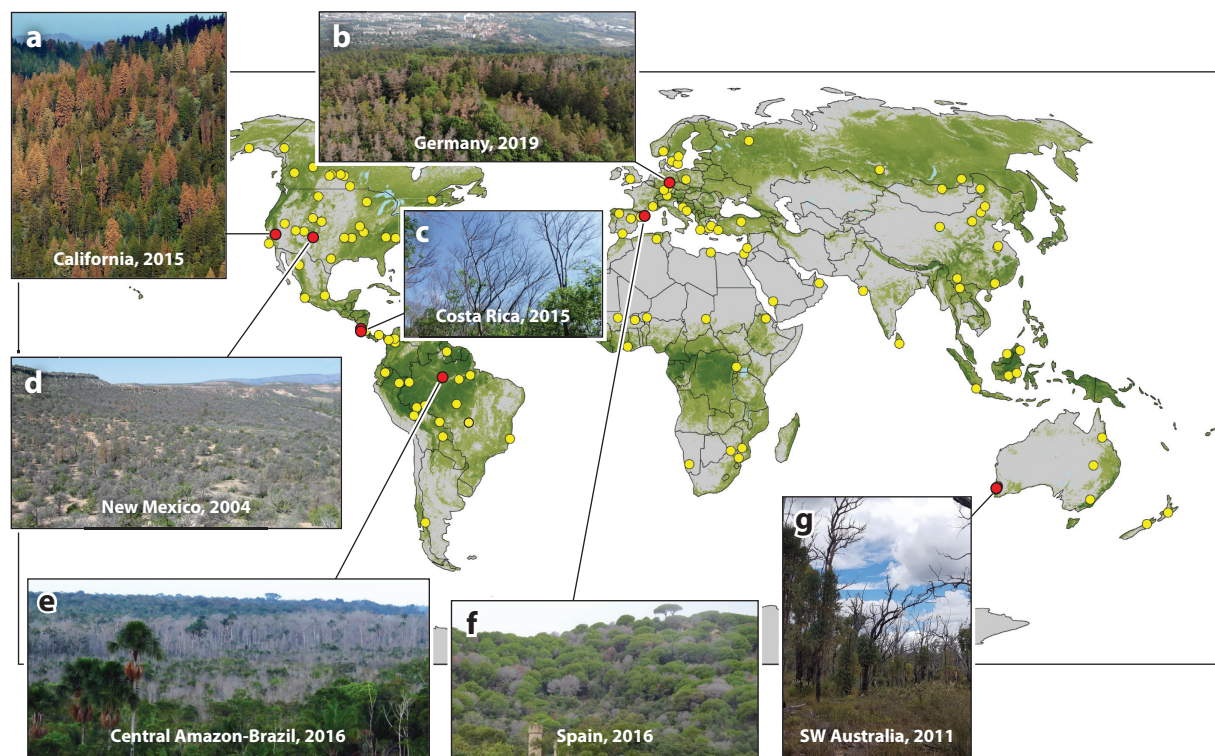 a
California, 2015
b
Germany, 2019
c
Costa Rica, 2015
d
New Mexico, 2004
e
Central Amazon-Brazil, 2016
f
Spain, 2016
g
SW Australia, 2011